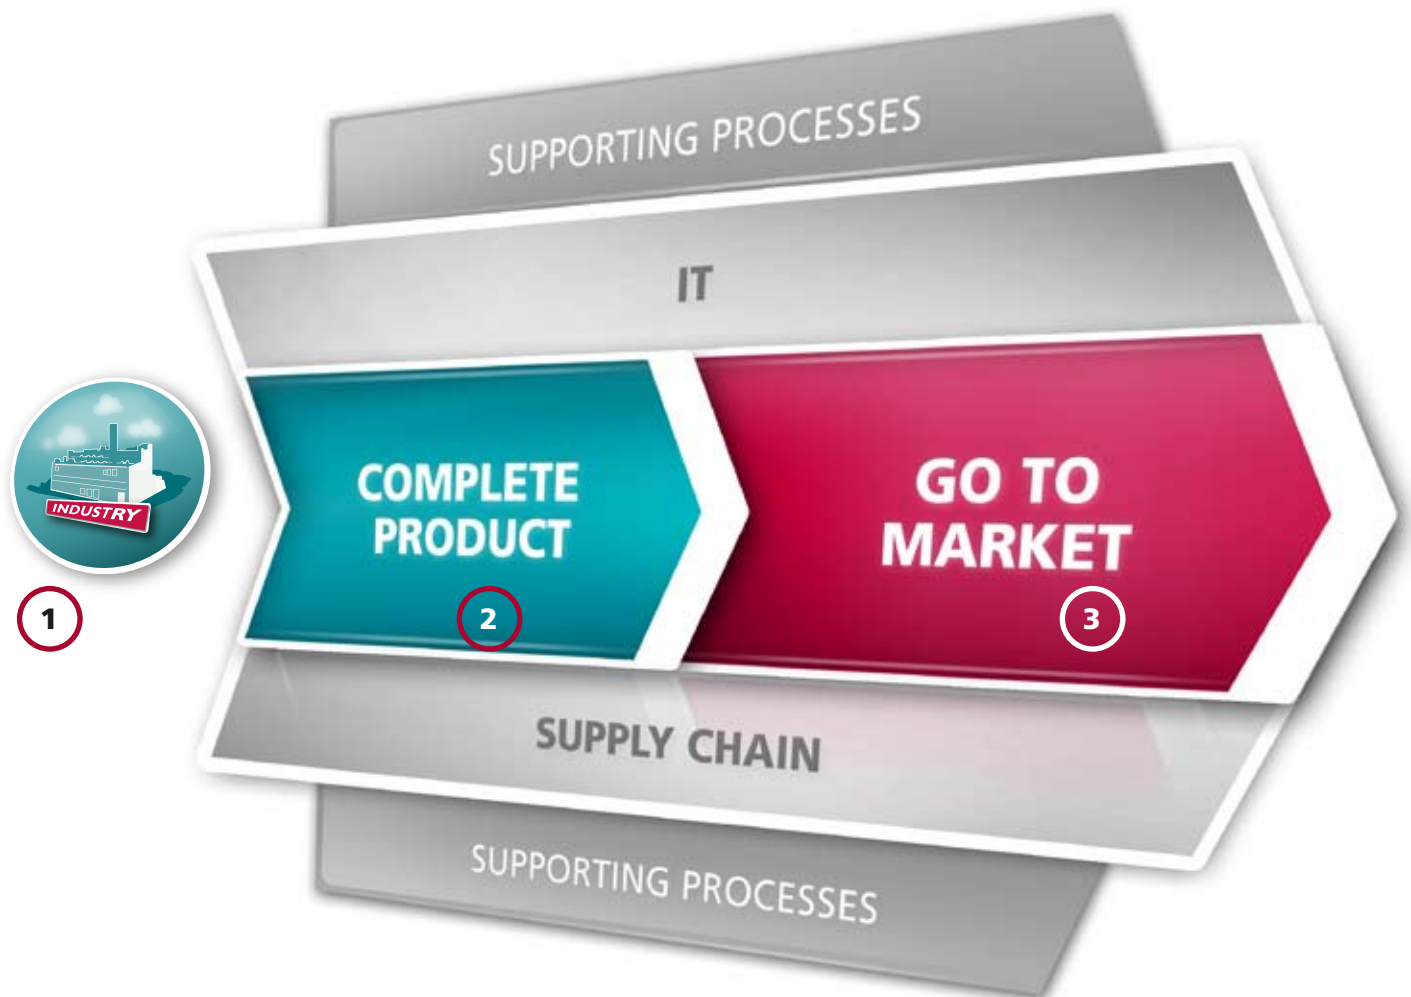 SUPPORTING PROCESSES
IT
INDUSTRY
1
COMPLETE
PRODUCT
2
GO TO
MARKET
3
SUPPLY CHAIN
SUPPORTING PROCESSES